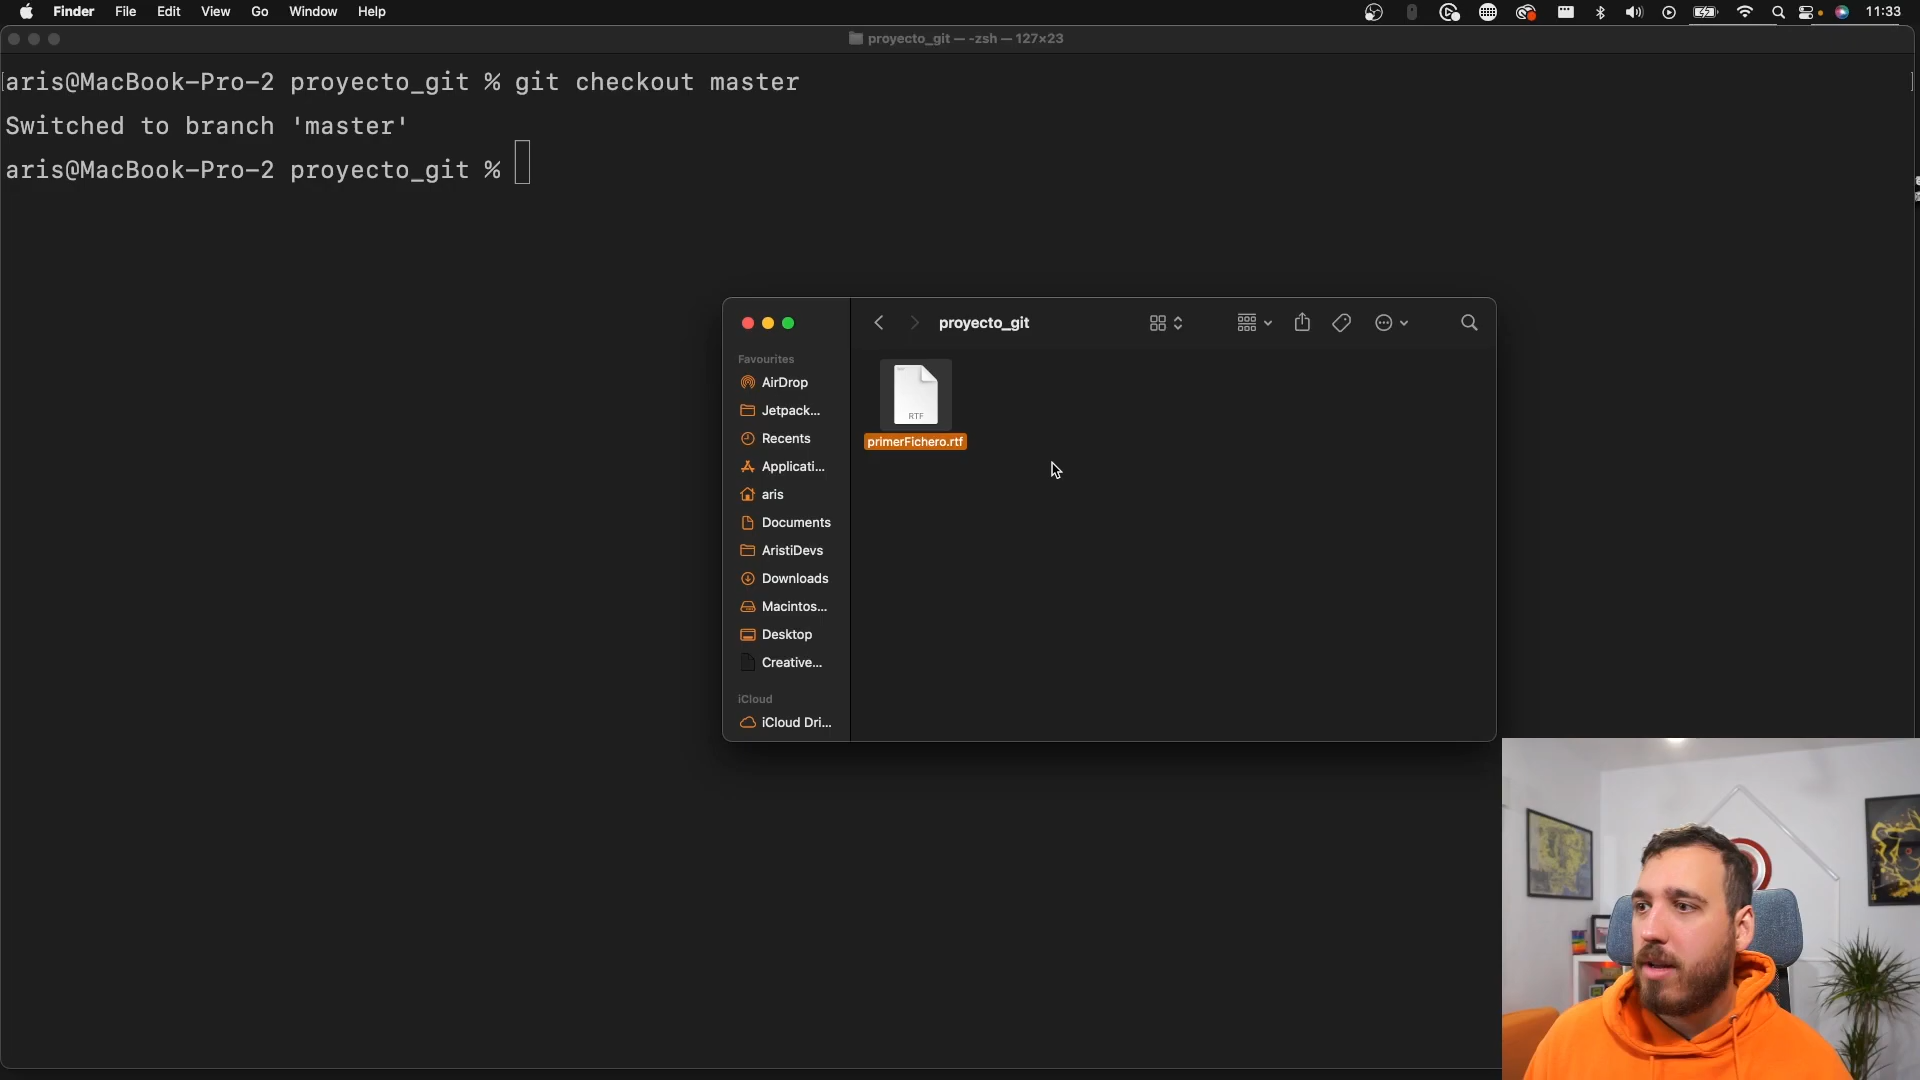 Finder File Edit View Go Window Help 11:33
proyecto_git — -zsh — 127×23
aris@MacBook-Pro-2 proyecto_git % git checkout master
Switched to branch 'master'
aris@MacBook-Pro-2 proyecto_git %
proyecto_git
Favourites
AirDrop
Jetpack...
Recents
Applicati...
aris
Documents
AristiDevs
Downloads
Macintos...
Desktop
Creative...
iCloud
iCloud Dri...
RTF
primerFichero.rtf